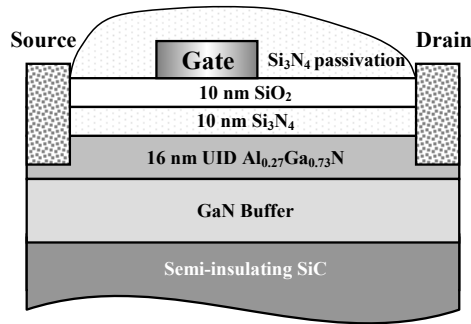 Source
Drain
Gate
Si₃N₄ passivation
10 nm SiO₂
10 nm Si₃N₄
16 nm UID Al₀.₂₇Ga₀.₇₃N
GaN Buffer
Semi-insulating SiC